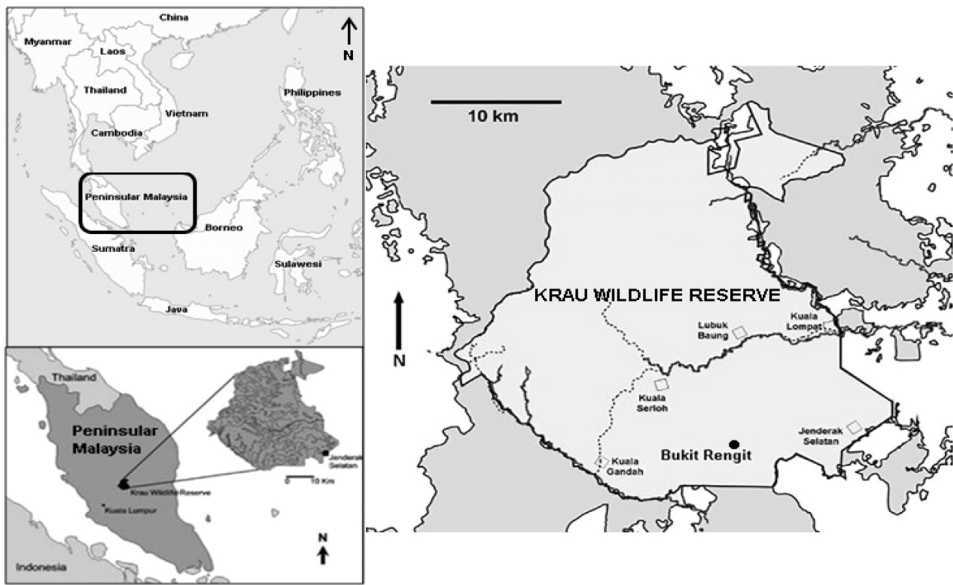 China
N
Myanmar
Laos
Thailand
Philippines
Vietnam
Cambodia
Peninsular Malaysia
Borneo
Sumatra
Sulawesi
Java
Thailand
Peninsular
Malaysia
Jenderak
Selatan
10 Km
Krau Wildlife Reserve
Kuala Lumpur
N
Indonesia
10 km
KRAU WILDLIFE RESERVE
N
Lubuk
Baung
Kuala
Lompat
Kuala
Serloh
Jenderak
Selatan
Bukit Rengit
Kuala
Gandah